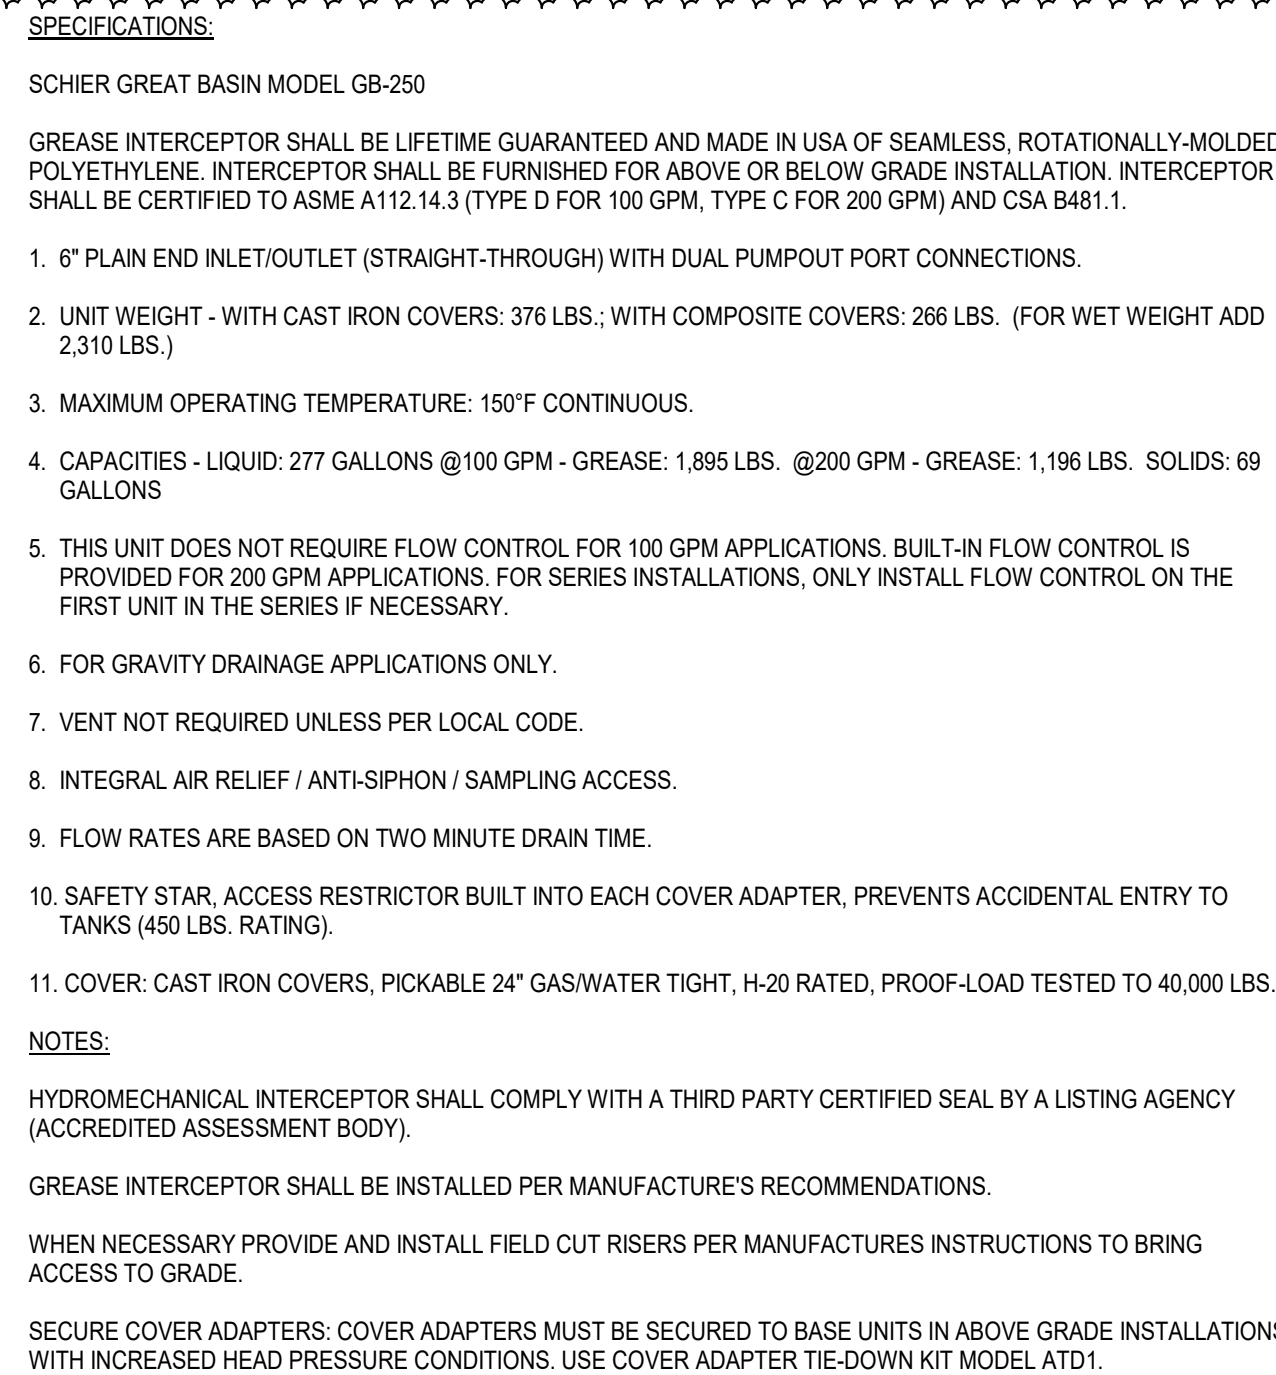 SPECIFICATIONS:
SCHIER GREAT BASIN MODEL GB-250
GREASE INTERCEPTOR SHALL BE LIFETIME GUARANTEED AND MADE IN USA OF SEAMLESS, ROTATIONALLY-MOLDED
POLYETHYLENE. INTERCEPTOR SHALL BE FURNISHED FOR ABOVE OR BELOW GRADE INSTALLATION. INTERCEPTOR
SHALL BE CERTIFIED TO ASME A112.14.3 (TYPE D FOR 100 GPM, TYPE C FOR 200 GPM) AND CSA B481.1.
1. 6" PLAIN END INLET/OUTLET (STRAIGHT-THROUGH) WITH DUAL PUMPOUT PORT CONNECTIONS.
2. UNIT WEIGHT - WITH CAST IRON COVERS: 376 LBS.; WITH COMPOSITE COVERS: 266 LBS. (FOR WET WEIGHT ADD
2,310 LBS.)
3. MAXIMUM OPERATING TEMPERATURE: 150°F CONTINUOUS.
4. CAPACITIES - LIQUID: 277 GALLONS @100 GPM - GREASE: 1,895 LBS. @200 GPM - GREASE: 1,196 LBS. SOLIDS: 69
GALLONS
5. THIS UNIT DOES NOT REQUIRE FLOW CONTROL FOR 100 GPM APPLICATIONS. BUILT-IN FLOW CONTROL IS
PROVIDED FOR 200 GPM APPLICATIONS. FOR SERIES INSTALLATIONS, ONLY INSTALL FLOW CONTROL ON THE
FIRST UNIT IN THE SERIES IF NECESSARY.
6. FOR GRAVITY DRAINAGE APPLICATIONS ONLY.
7. VENT NOT REQUIRED UNLESS PER LOCAL CODE.
8. INTEGRAL AIR RELIEF / ANTI-SIPHON / SAMPLING ACCESS.
9. FLOW RATES ARE BASED ON TWO MINUTE DRAIN TIME.
10. SAFETY STAR, ACCESS RESTRICTOR BUILT INTO EACH COVER ADAPTER, PREVENTS ACCIDENTAL ENTRY TO
TANKS (450 LBS. RATING).
11. COVER: CAST IRON COVERS, PICKABLE 24" GAS/WATER TIGHT, H-20 RATED, PROOF-LOAD TESTED TO 40,000 LBS.
NOTES:
HYDROMECHANICAL INTERCEPTOR SHALL COMPLY WITH A THIRD PARTY CERTIFIED SEAL BY A LISTING AGENCY
(ACCREDITED ASSESSMENT BODY).
GREASE INTERCEPTOR SHALL BE INSTALLED PER MANUFACTURE'S RECOMMENDATIONS.
WHEN NECESSARY PROVIDE AND INSTALL FIELD CUT RISERS PER MANUFACTURES INSTRUCTIONS TO BRING
ACCESS TO GRADE.
SECURE COVER ADAPTERS: COVER ADAPTERS MUST BE SECURED TO BASE UNITS IN ABOVE GRADE INSTALLATIONS
WITH INCREASED HEAD PRESSURE CONDITIONS. USE COVER ADAPTER TIE-DOWN KIT MODEL ATD1.